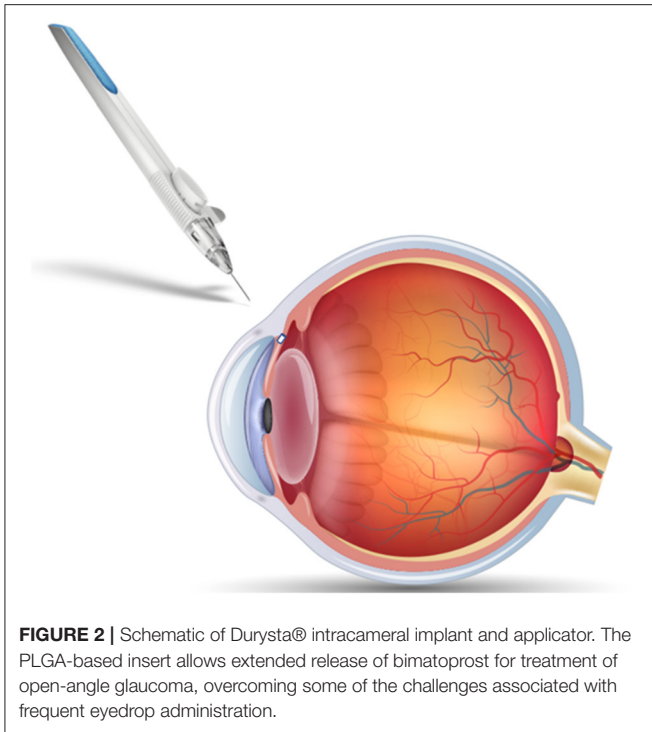 FIGURE 2 | Schematic of Durysta® intracameral implant and applicator. The
PLGA-based insert allows extended release of bimatoprost for treatment of
open-angle glaucoma, overcoming some of the challenges associated with
frequent eyedrop administration.